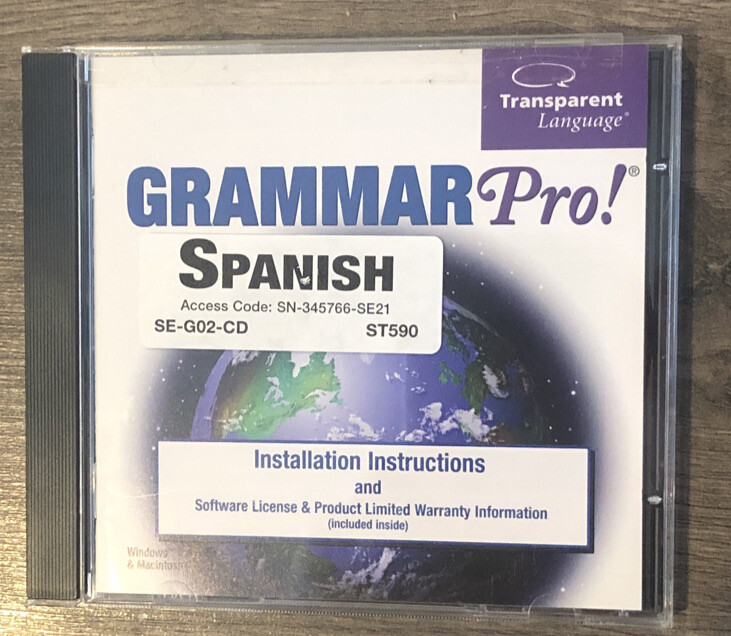 Transparent
Language®
GRAMMAR Pro!®
SPANISH
Access Code: SN-345766-SE21
SE-G02-CD ST590
Installation Instructions
and
Software License & Product Limited Warranty Information
(included inside)
Windows
& Macintosh